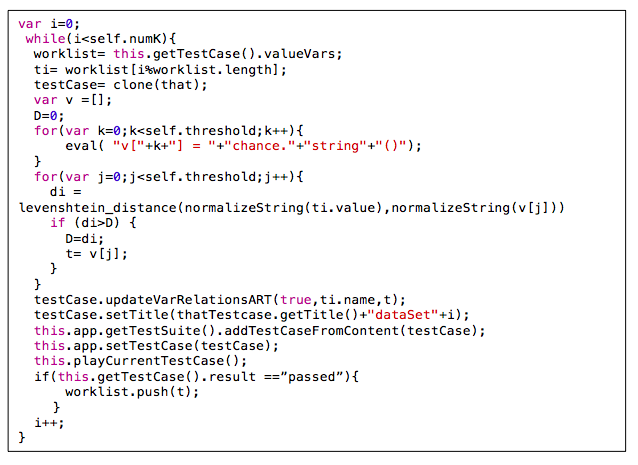 var i=0;
while(i<self.numK){
worklist= this.getTestCase().valueVars;
ti= worklist[i%worklist.length];
testCase= clone(that);
var v =[];
D=0;
for(var k=0;k<self.threshold;k++){
eval( "v["+k+"] = "+"chance."+"string"+"()");
}
for(var j=0;j<self.threshold;j++){
di =
levenshtein_distance(normalizeString(ti.value),normalizeString(v[j]))
if (di>D) {
D=di;
t= v[j];
}
}
testCase.updateVarRelationsART(true,ti.name,t);
testCase.setTitle(thatTestcase.getTitle()+"dataSet"+i);
this.app.getTestSuite().addTestCaseFromContent(testCase);
this.app.setTestCase(testCase);
this.playCurrentTestCase();
if(this.getTestCase().result ==”passed”){
worklist.push(t);
}
i++;
}